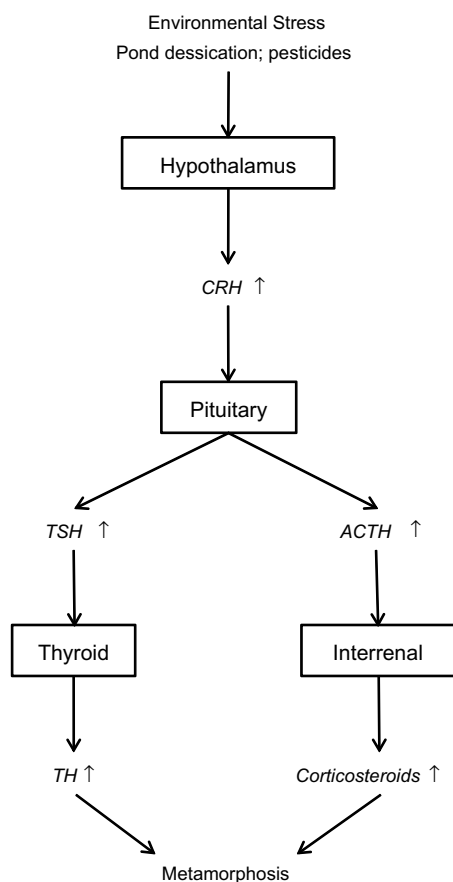 Environmental Stress
Pond dessication; pesticides
Hypothalamus
CRH ↑
Pituitary
TSH ↑
ACTH ↑
Thyroid
Interrenal
TH ↑
Corticosteroids ↑
Metamorphosis